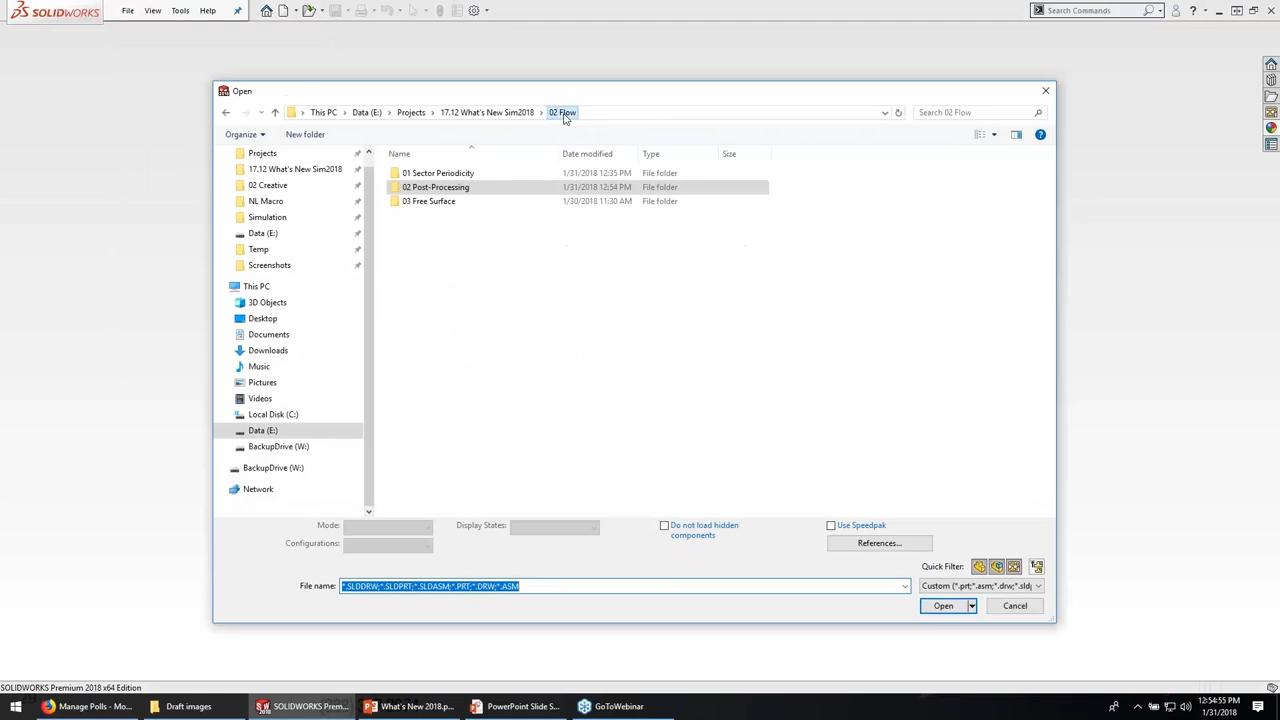 SOLIDWORKS
File View Tools Help
Search Commands
Open
This PC > Data (E:) > Projects > 17.12 What's New Sim2018 > 02 Flow
Search 02 Flow
Organize New folder
Name Date modified Type Size
Projects
17.12 What's New Sim2018
02 Creative
NL Macro
Simulation
Data (E:)
Temp
Screenshots
This PC
3D Objects
Desktop
Documents
Downloads
Music
Pictures
Videos
Local Disk (C:)
Data (E:)
BackupDrive (W:)
BackupDrive (W:)
Network
01 Sector Periodicity 1/31/2018 12:35 PM File folder
02 Post-Processing 1/31/2018 12:54 PM File folder
03 Free Surface 1/30/2018 11:30 AM File folder
Mode: Display States:
Do not load hidden components
Use Speedpak
Configurations:
References...
Quick Filter:
File name: *.SLDDRW;*.SLDPRT;*.SLDASM;*.PRT;*.DRW;*.ASM
Custom (*.prt;*.asm;*.drw;*.sldp
Open Cancel
SOLIDWORKS Premium 2018 x64 Edition
Manage Polls - Mo...
Draft images
SOLIDWORKS Prem...
What's New 2018.p...
PowerPoint Slide S...
GoToWebinar
12:54:55 PM
1/31/2018